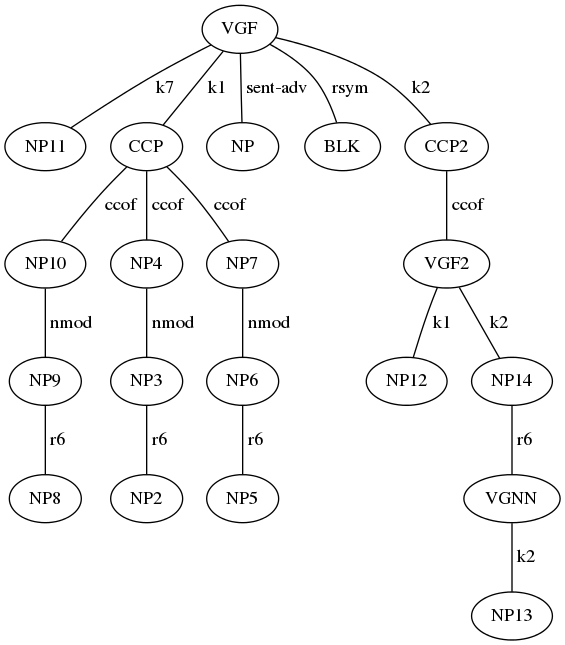 VGF
k7 k1 sent-adv rsym k2
NP11 CCP NP BLK CCP2
ccof ccof ccof ccof
NP10 NP4 NP7 VGF2
nmod nmod nmod k1 k2
NP9 NP3 NP6 NP12 NP14
r6 r6 r6 r6
NP8 NP2 NP5 VGNN
k2
NP13